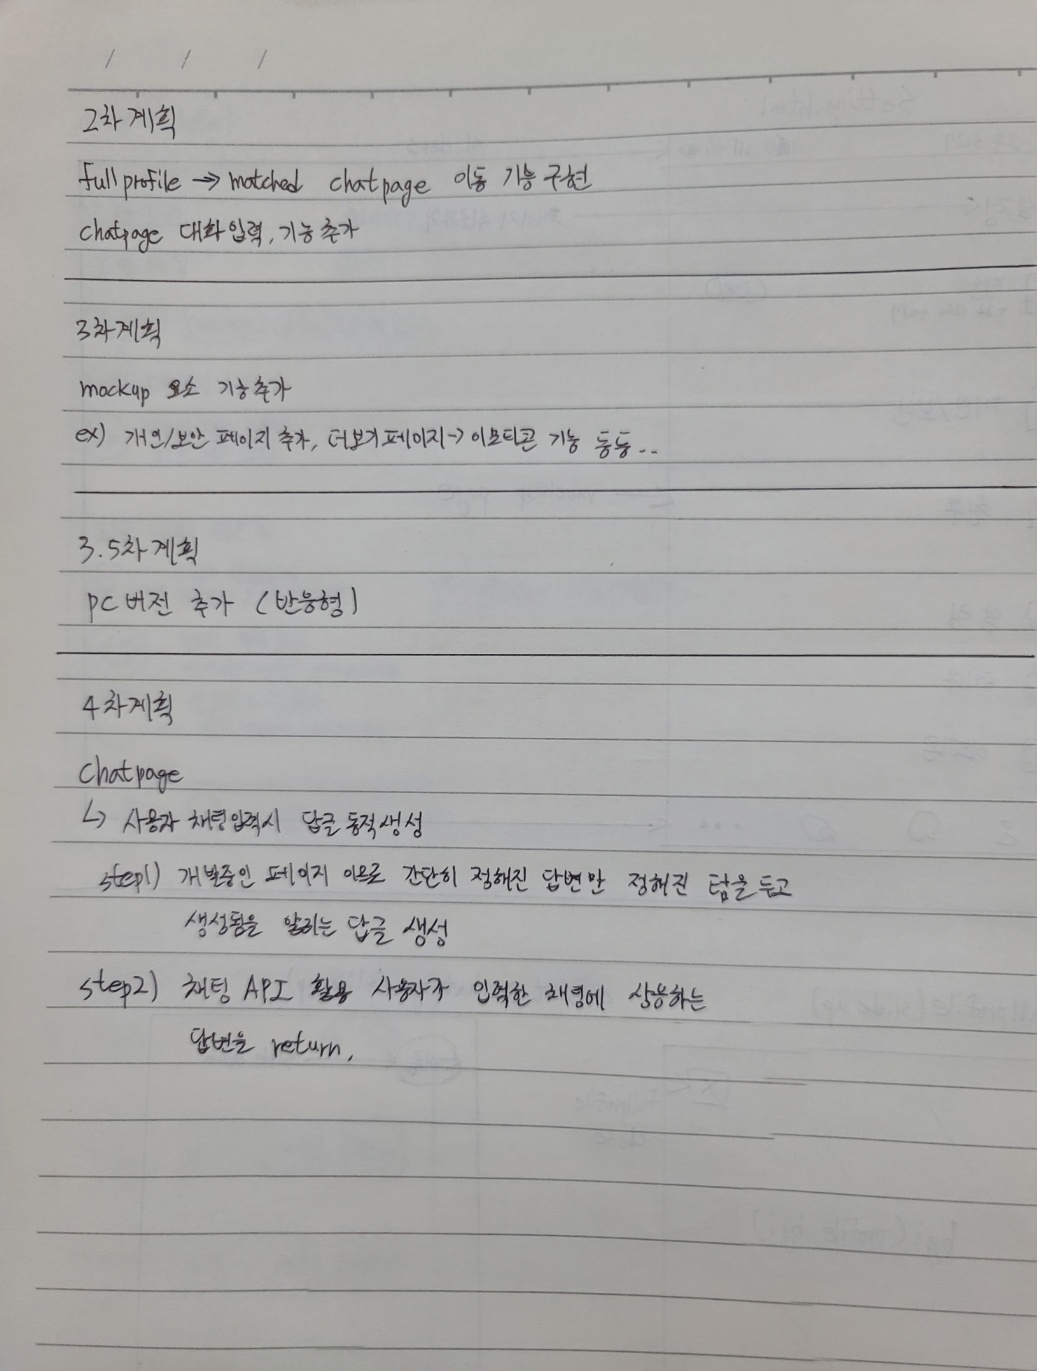 / / /
2차계획
full profile → matched chatpage 이동 기능 구현
chatpage 대화입력, 기능추가
3차계획
mockup 요소 기능추가
ex) 개인/보안 페이지 추가, 더보기페이지→이모티콘 기능 등등..
3.5차계획
pc버전 추가 (반응형)
4차계획
chatpage
↳ 사용자 채팅입력시 답글 동적생성
step1) 개발중인 페이지 이므로 간단히 정해진 답변만 정해진 텀을 두고
생성됨을 알리는 답글 생성
step2) 채팅 API 활용 사용자가 입력한 채팅에 상응하는
답변을 return.